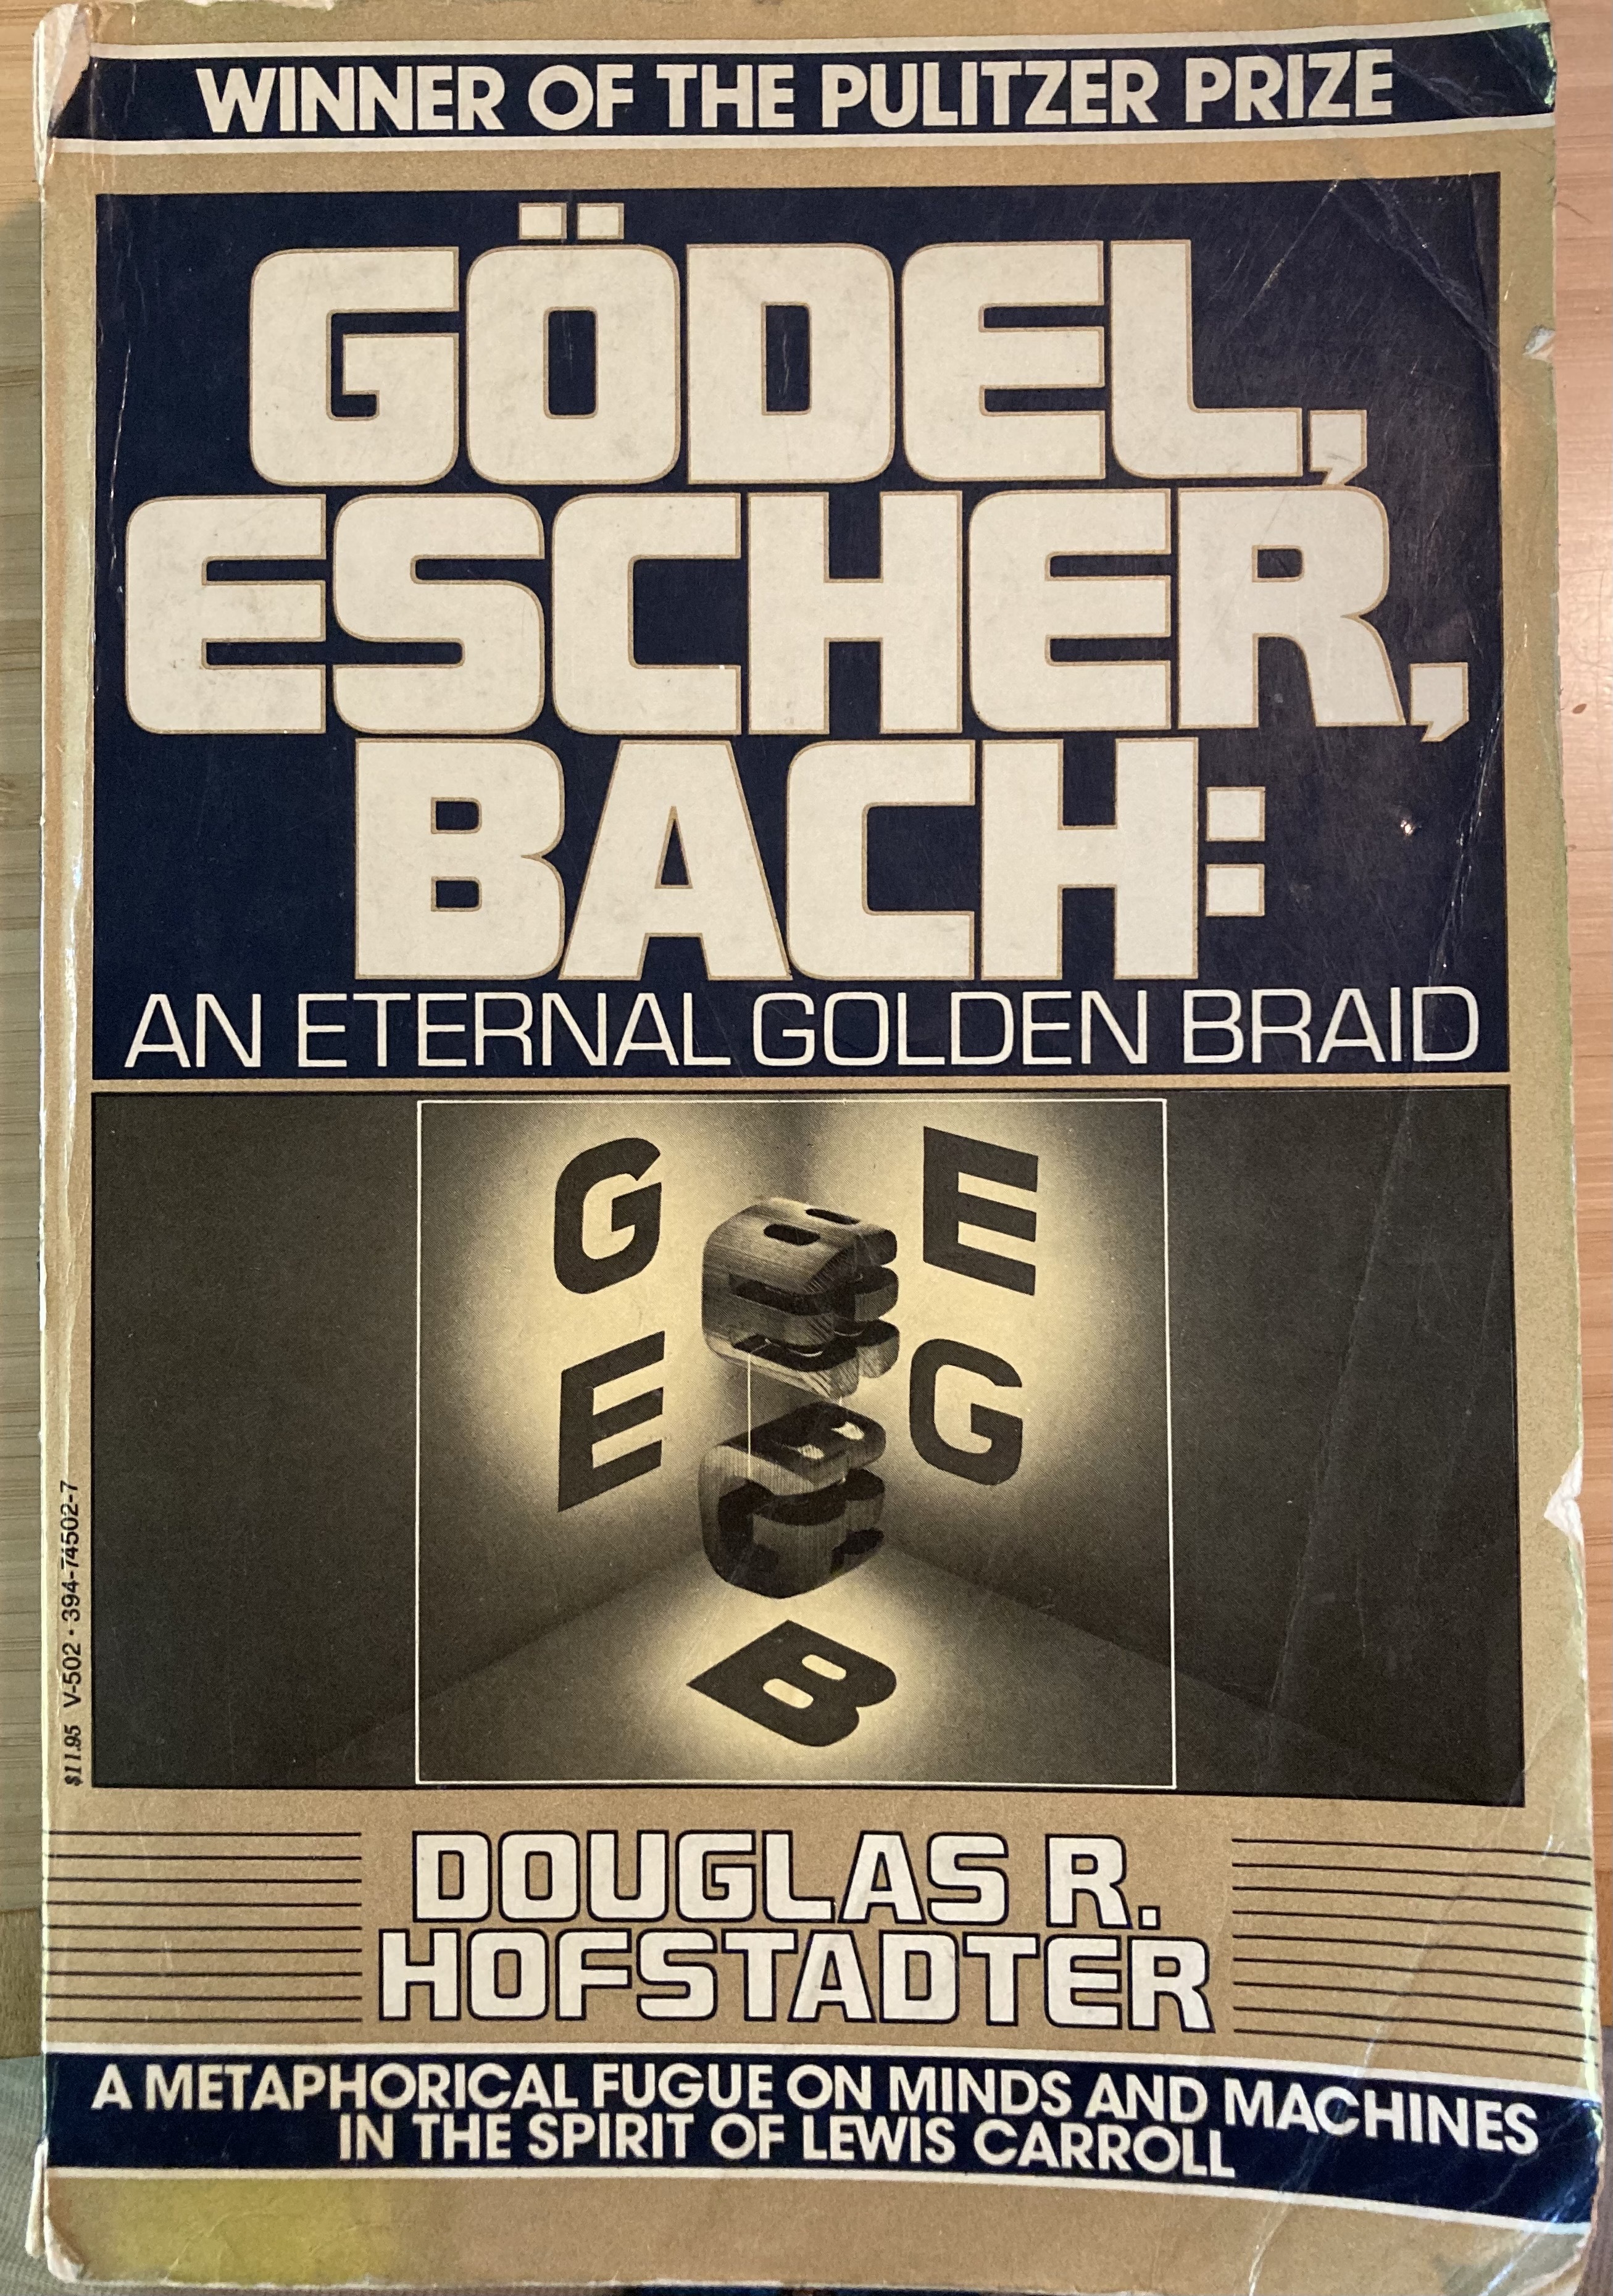 WINNER OF THE PULITZER PRIZE
GÖDEL,
ESCHER,
BACH:
AN ETERNAL GOLDEN BRAID
G E
E G
B
$11.95 V-502 · 394-74502-7
DOUGLAS R.
HOFSTADTER
A METAPHORICAL FUGUE ON MINDS AND MACHINES
IN THE SPIRIT OF LEWIS CARROLL